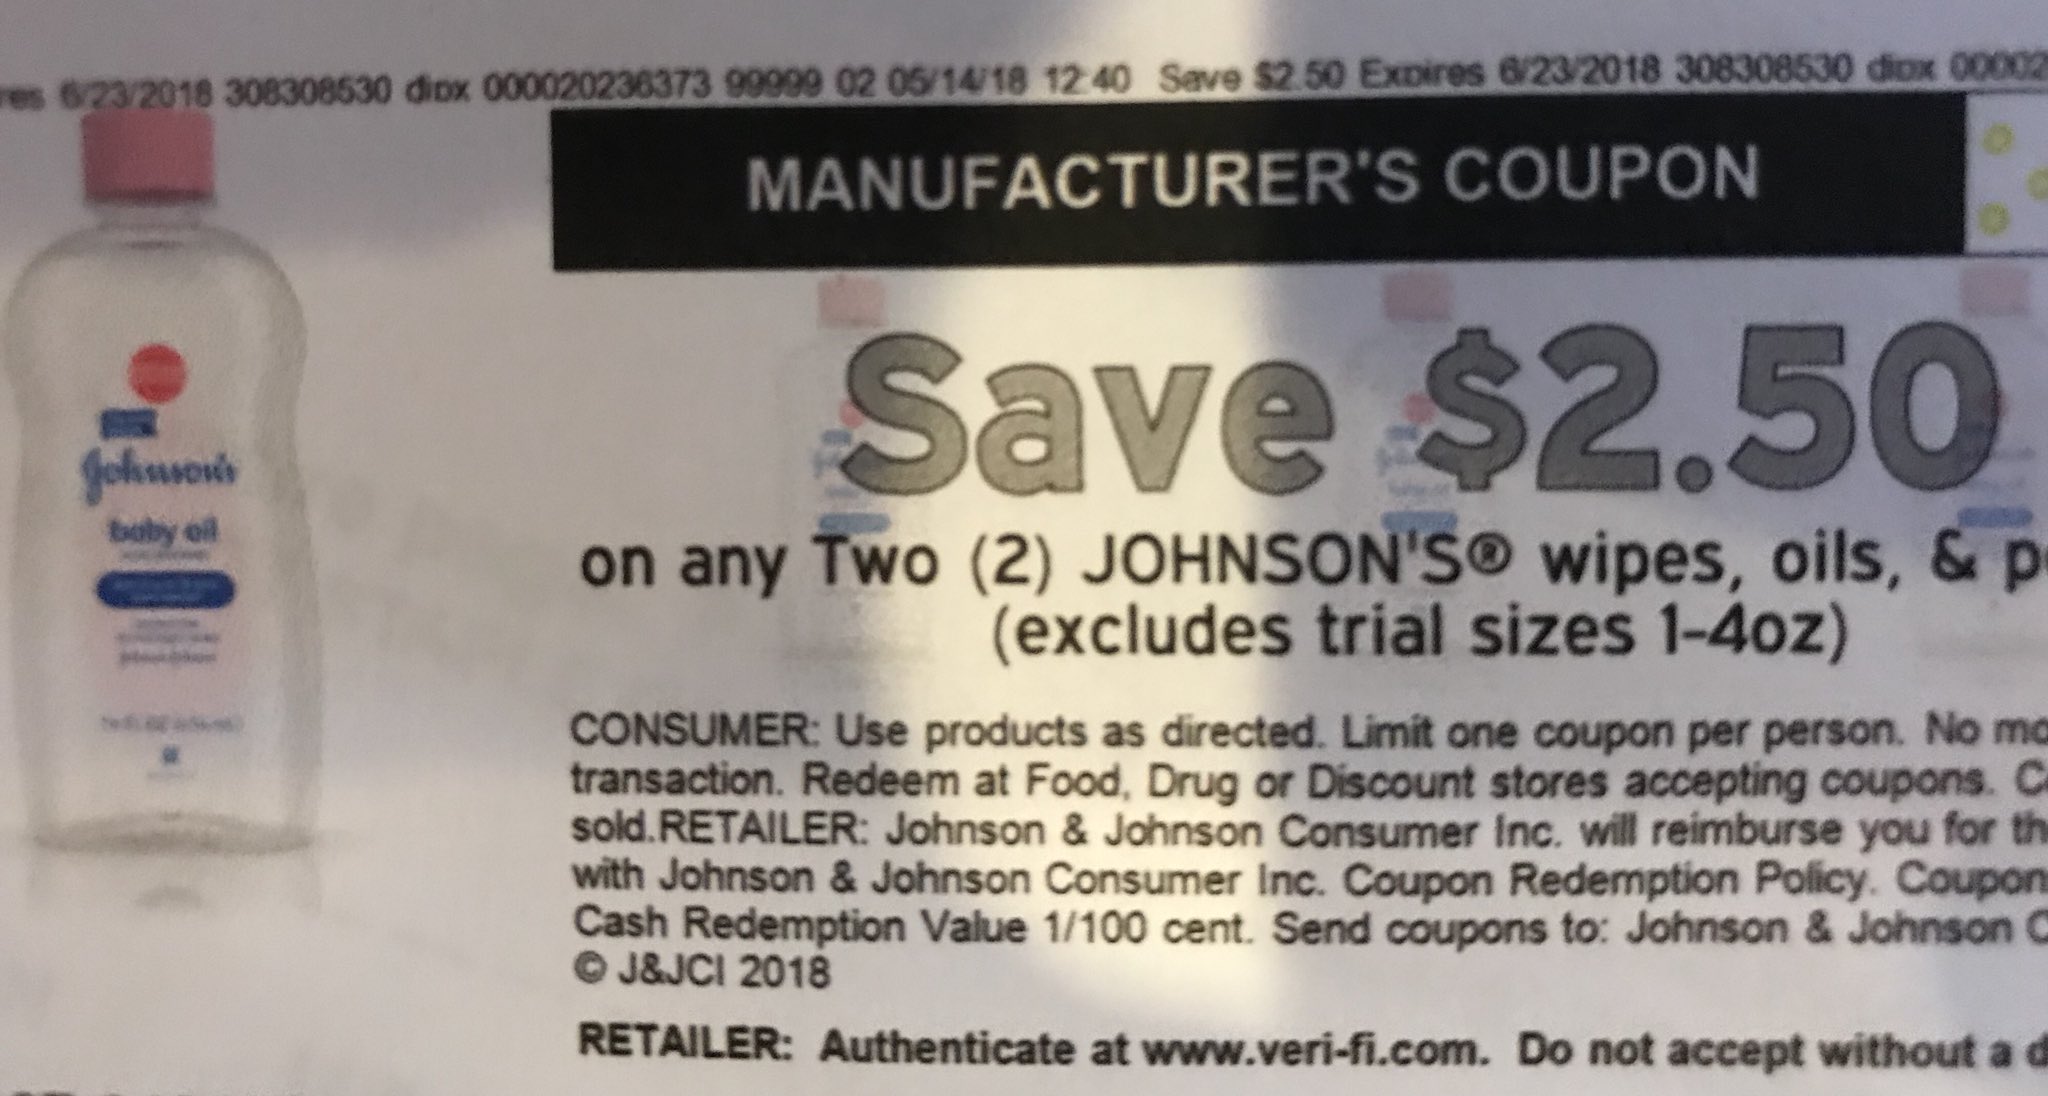 6/23/2018 308308530 diox 000020236373 99999 02 05/14/18 12:40 Save $2.50 Expires 6/23/2018 308308530 diox 00002
MANUFACTURER'S COUPON
Johnson's
baby oil
Save $2.50
on any Two (2) JOHNSON'S® wipes, oils, &
(excludes trial sizes 1-4oz)
CONSUMER: Use products as directed. Limit one coupon per person. No
transaction. Redeem at Food, Drug or Discount stores accepting coupons.
sold.RETAILER: Johnson & Johnson Consumer Inc. will reimburse you for
with Johnson & Johnson Consumer Inc. Coupon Redemption Policy. Coupon
Cash Redemption Value 1/100 cent. Send coupons to: Johnson & Johnson
© J&JCI 2018
RETAILER: Authenticate at www.veri-fi.com. Do not accept without a